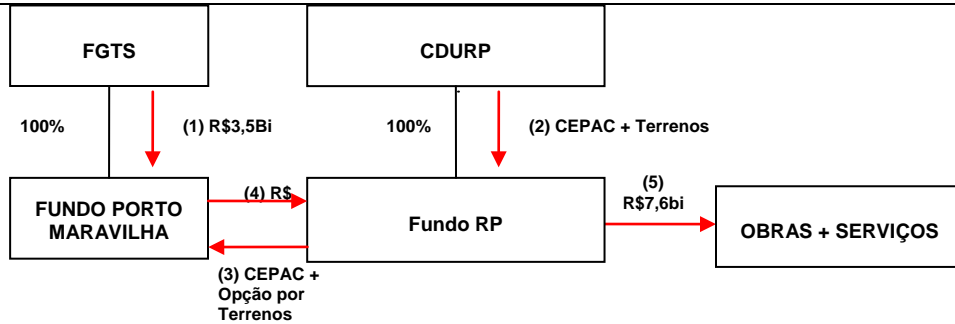 FGTS
CDURP
100%
(1) R$3,5Bi
100%
(2) CEPAC + Terrenos
FUNDO PORTO
MARAVILHA
(4) R$
Fundo RP
(5)
R$7,6bi
OBRAS + SERVIÇOS
(3) CEPAC +
Opção por
Terrenos